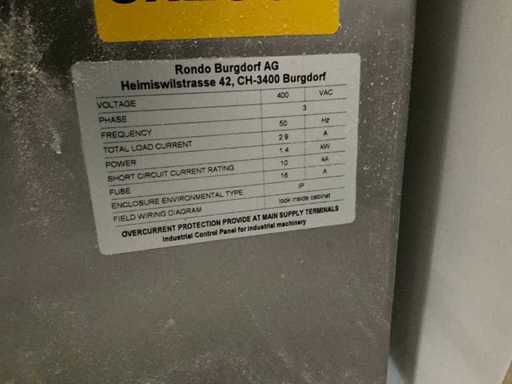 Rondo Burgdorf AG
Heimiswilstrasse 42, CH-3400 Burgdorf
VOLTAGE 400 VAC
PHASE 3
FREQUENCY 50 Hz
TOTAL LOAD CURRENT 2.9 A
POWER 1.4 kW
SHORT CIRCUIT CURRENT RATING 10 kA
FUSE 16 A
ENCLOSURE ENVIRONMENTAL TYPE IP
FIELD WIRING DIAGRAM look inside cabinet
OVERCURRENT PROTECTION PROVIDE AT MAIN SUPPLY TERMINALS
Industrial Control Panel for industrial machinery